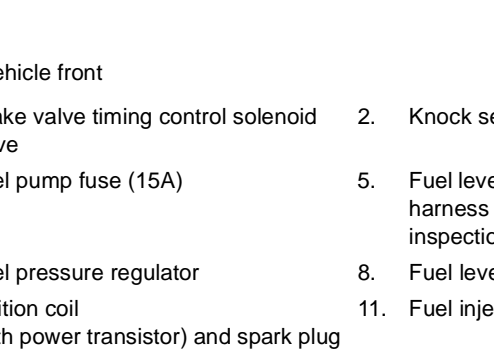 ehicle front
ake valve timing control solenoid 2. Knock se
ve
el pump fuse (15A) 5. Fuel leve
harness
inspectio
el pressure regulator 8. Fuel leve
ition coil 11. Fuel inje
th power transistor) and spark plug